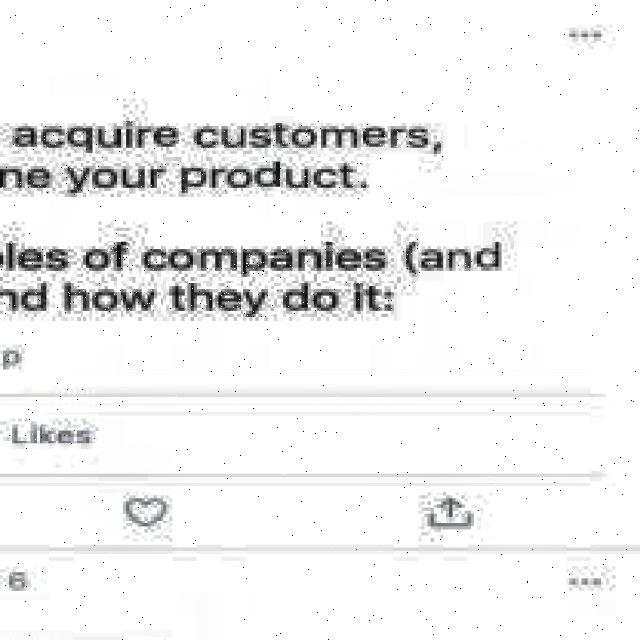 acquire customers,
ne your product.
les of companies (and
nd how they do it:
p
Likes
6